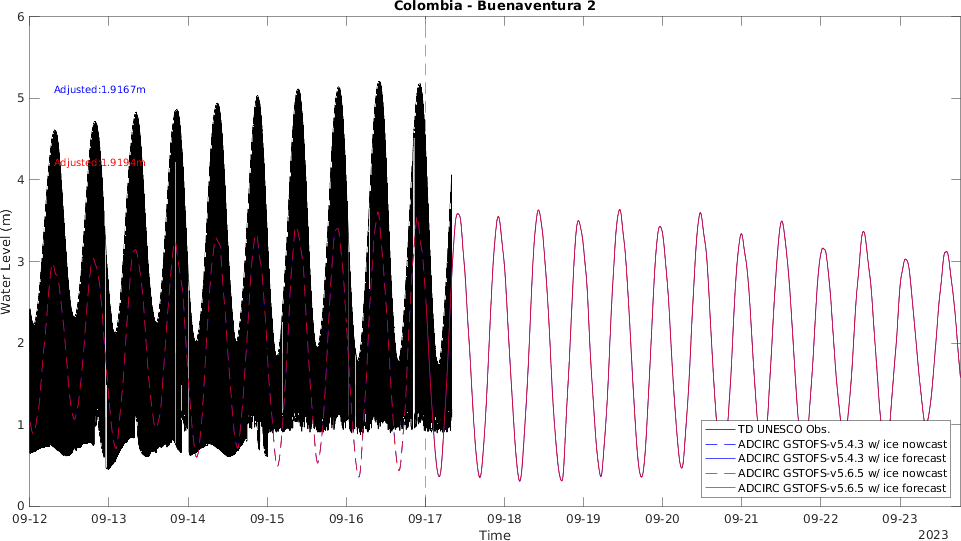 Colombia - Buenaventura 2
6
5
4
3
2
1
0
Water Level (m)
Adjusted:1.9167m
Adjusted:1.9194m
TD UNESCO Obs.
ADCIRC GSTOFS-v5.4.3 w/ ice nowcast
ADCIRC GSTOFS-v5.4.3 w/ ice forecast
ADCIRC GSTOFS-v5.6.5 w/ ice nowcast
ADCIRC GSTOFS-v5.6.5 w/ ice forecast
09-12 09-13 09-14 09-15 09-16 09-17 09-18 09-19 09-20 09-21 09-22 09-23
Time
2023